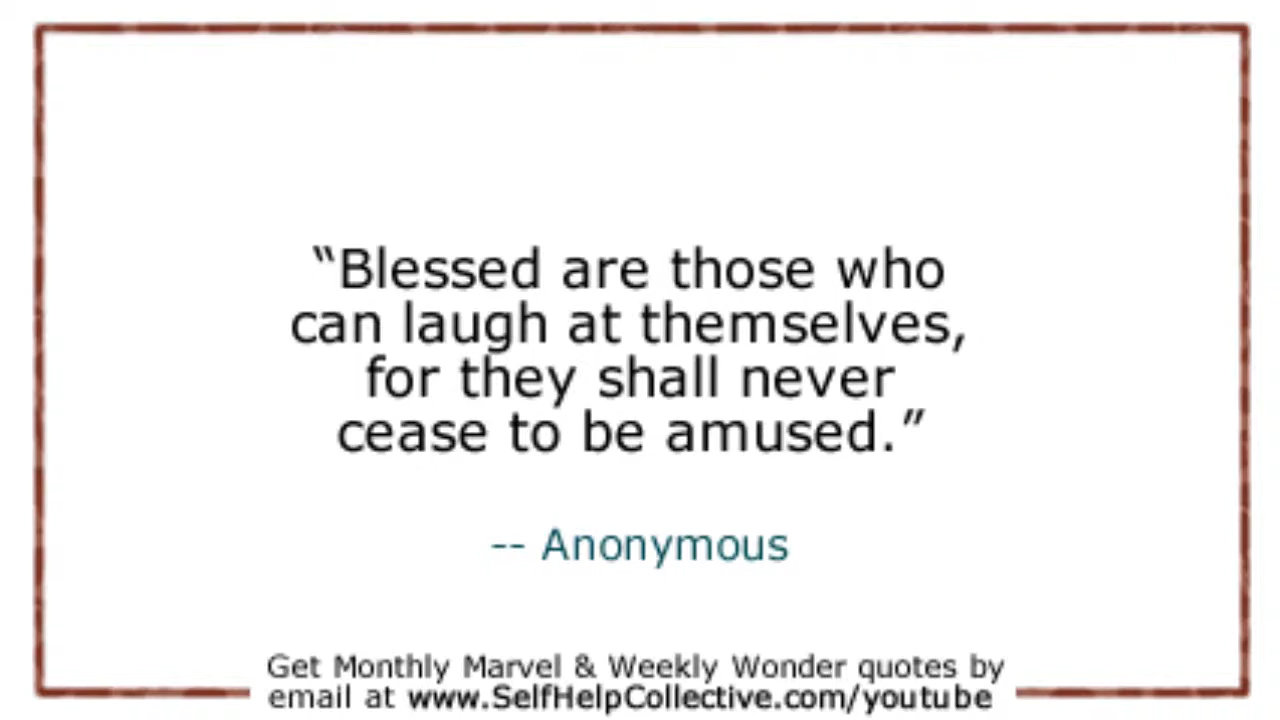 “Blessed are those who
can laugh at themselves,
for they shall never
cease to be amused.”
-- Anonymous
Get Monthly Marvel & Weekly Wonder quotes by
email at www.SelfHelpCollective.com/youtube